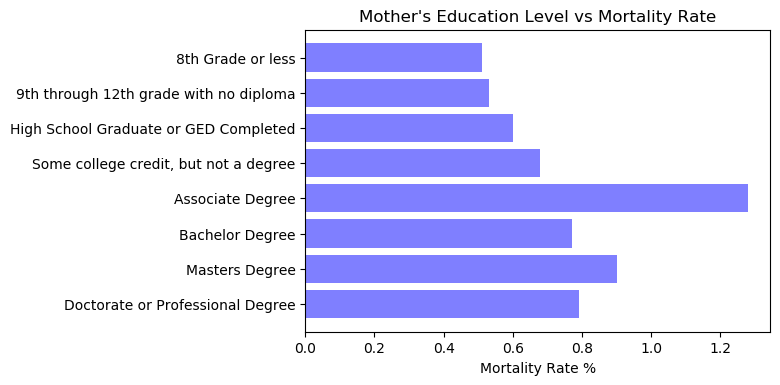 Mother's Education Level vs Mortality Rate
8th Grade or less
9th through 12th grade with no diploma
High School Graduate or GED Completed
Some college credit, but not a degree
Associate Degree
Bachelor Degree
Masters Degree
Doctorate or Professional Degree
0.0 0.2 0.4 0.6 0.8 1.0 1.2
Mortality Rate %